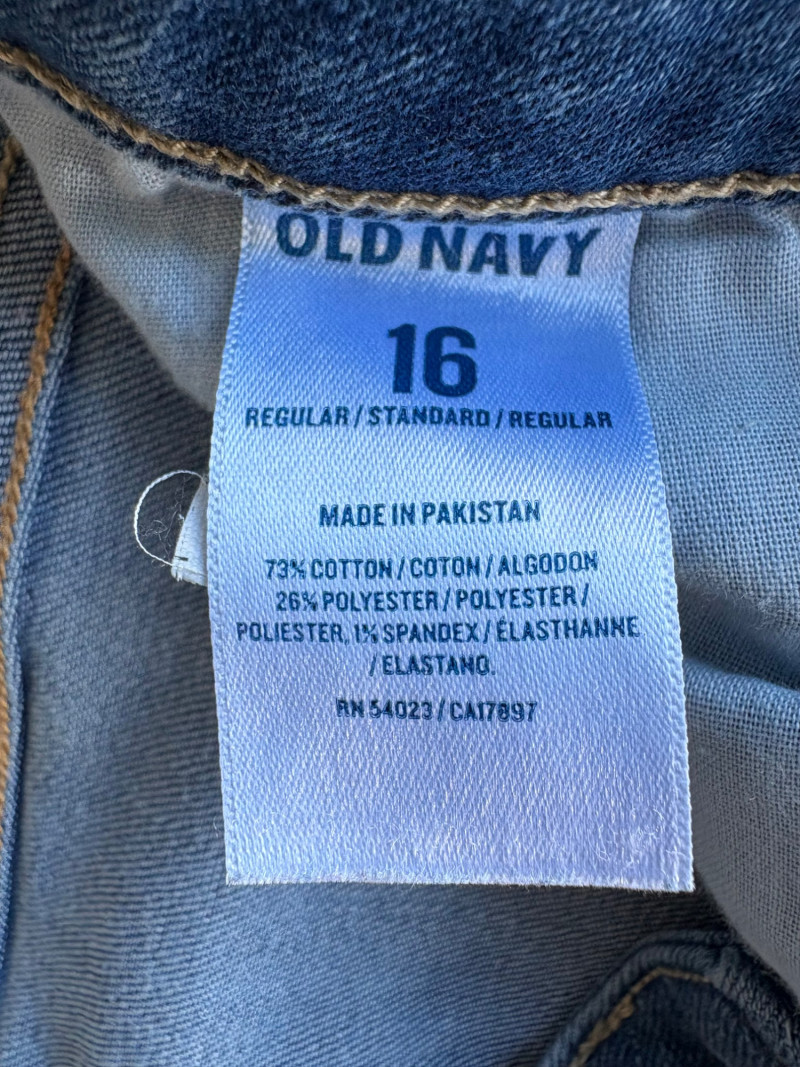 OLD NAVY
16
REGULAR / STANDARD / REGULAR
MADE IN PAKISTAN
73% COTTON / COTON / ALGODON
26% POLYESTER / POLYESTER /
POLIESTER, 1% SPANDEX / ÉLASTHANNE
/ ELASTANO.
RN 54023 / CA17897